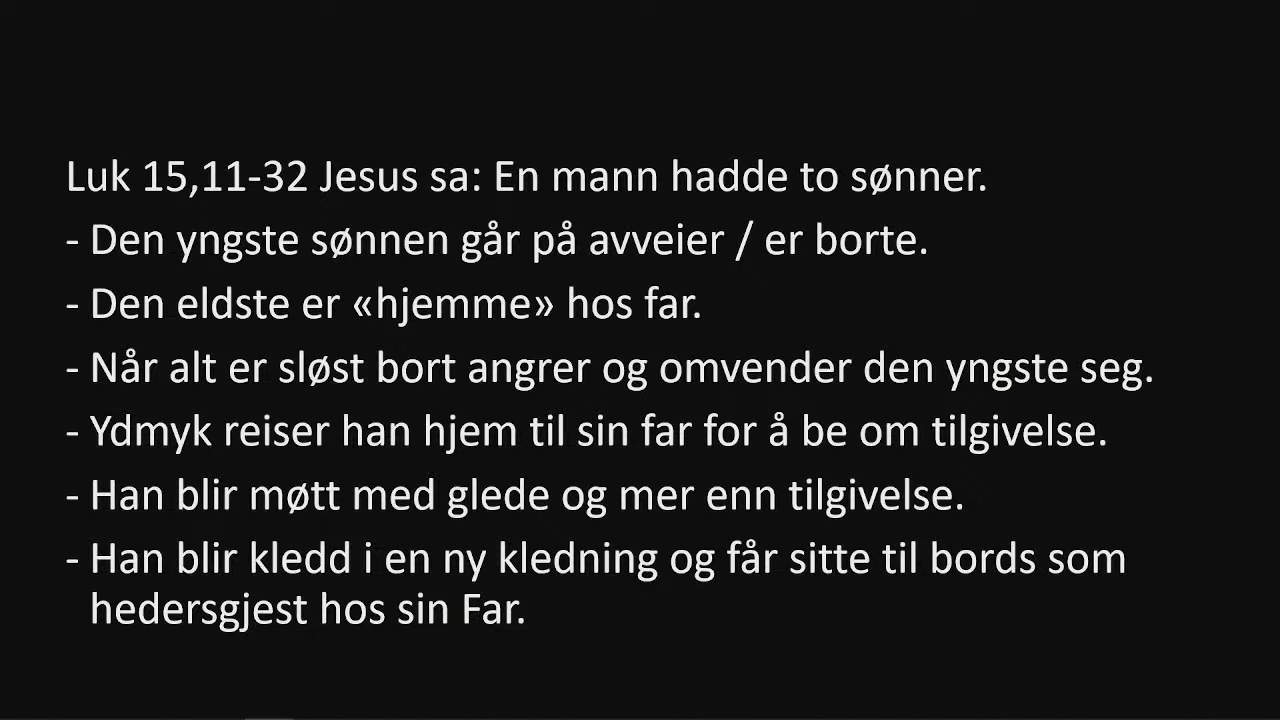 Luk 15,11-32 Jesus sa: En mann hadde to sønner.
- Den yngste sønnen går på avveier / er borte.
- Den eldste er «hjemme» hos far.
- Når alt er sløst bort angrer og omvender den yngste seg.
- Ydmyk reiser han hjem til sin far for å be om tilgivelse.
- Han blir møtt med glede og mer enn tilgivelse.
- Han blir kledd i en ny kledning og får sitte til bords som
hedersgjest hos sin Far.